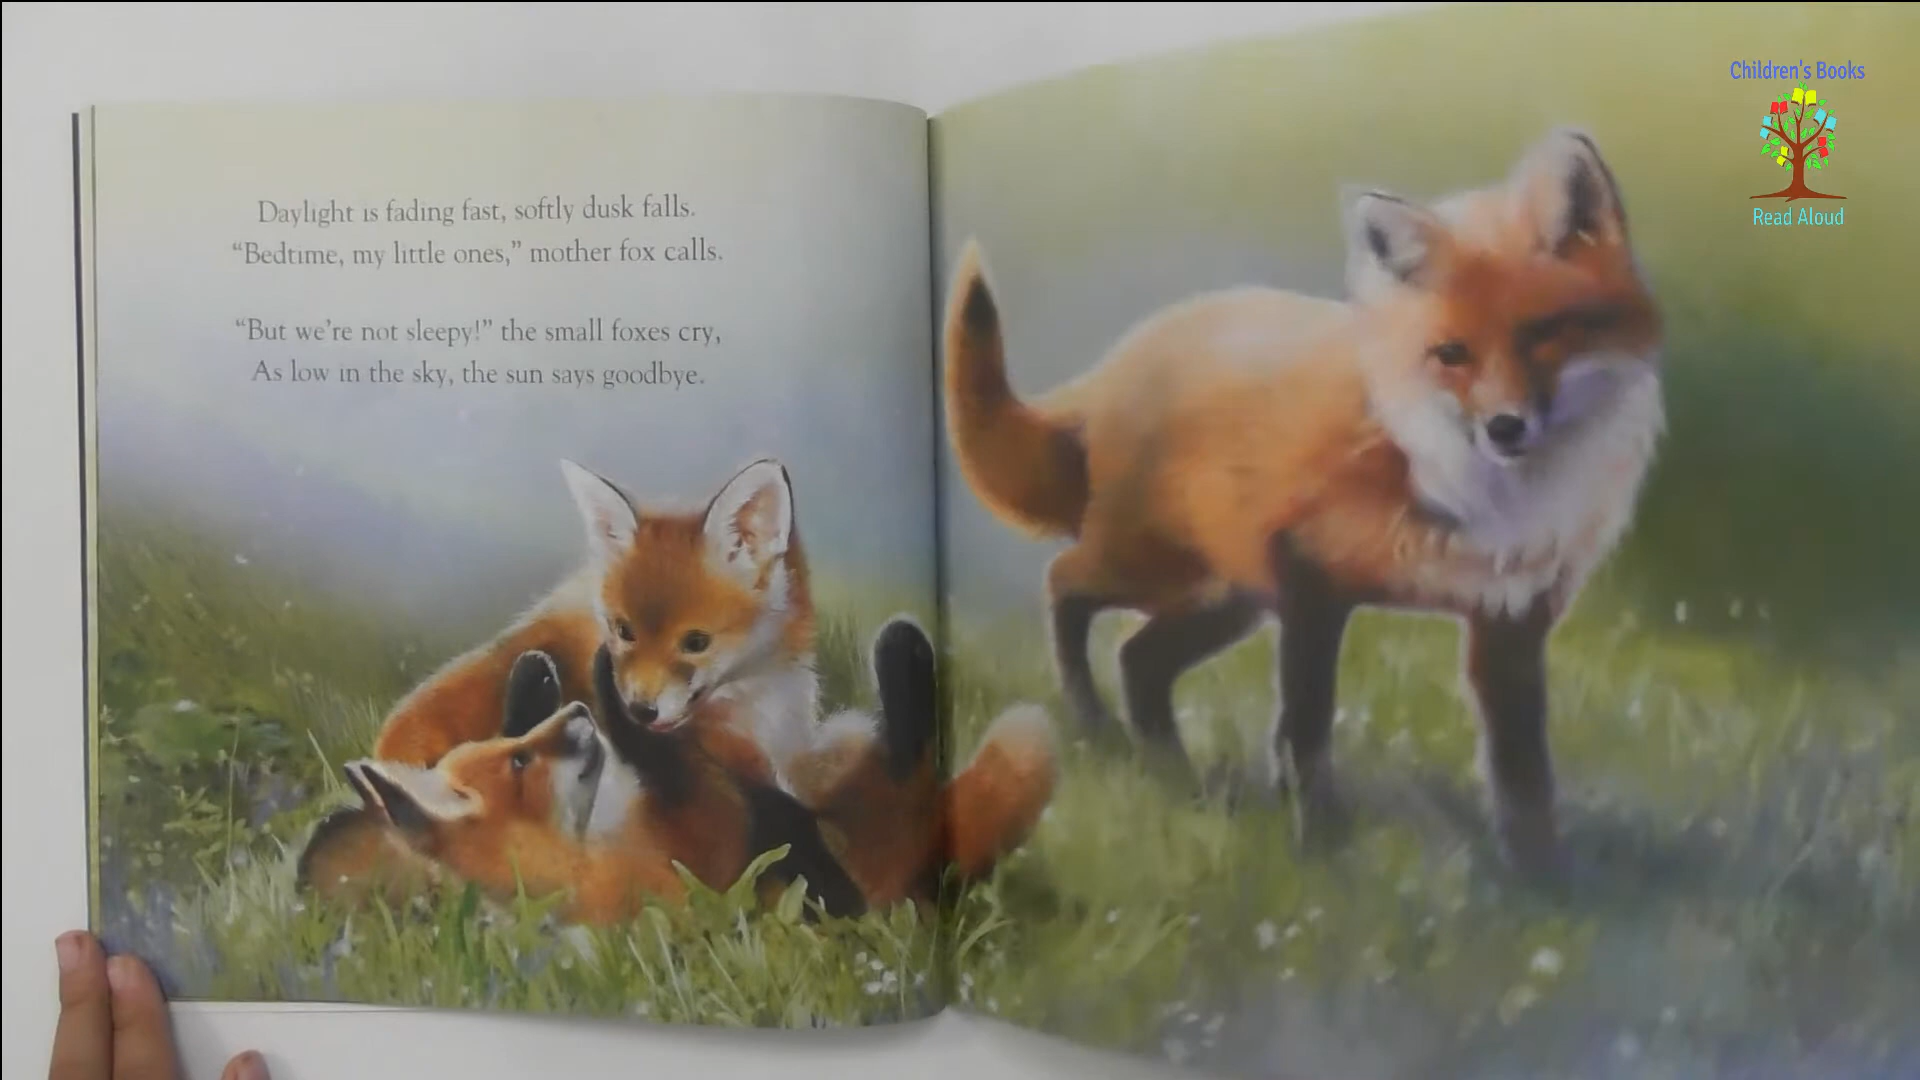 Daylight is fading fast, softly dusk falls.
“Bedtime, my little ones,” mother fox calls.
“But we’re not sleepy!” the small foxes cry,
As low in the sky, the sun says goodbye.
Children's Books
Read Aloud